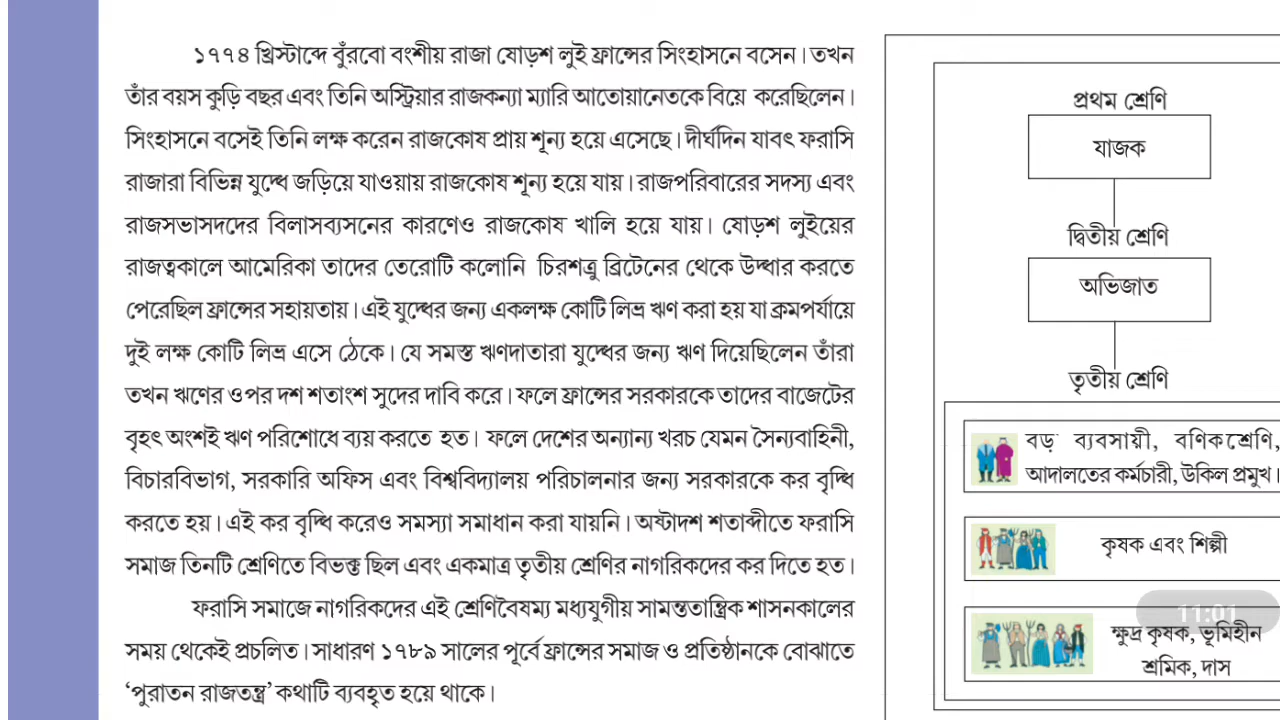 ১৭৭৪ খ্রিস্টাব্দে বুঁরবো বংশীয় রাজা ষোড়শ লুই ফ্রান্সের সিংহাসনে বসেন। তখন
তাঁর বয়স কুড়ি বছর এবং তিনি অস্ট্রিয়ার রাজকন্যা ম্যারি আতোয়ানেতকে বিয়ে করেছিলেন।
সিংহাসনে বসেই তিনি লক্ষ করেন রাজকোষ প্রায় শূন্য হয়ে এসেছে। দীর্ঘদিন যাবৎ ফরাসি
রাজারা বিভিন্ন যুদ্ধে জড়িয়ে যাওয়ায় রাজকোষ শূন্য হয়ে যায়। রাজপরিবারের সদস্য এবং
রাজসভাসদদের বিলাসব্যসনের কারণেও রাজকোষ খালি হয়ে যায়। ষোড়শ লুইয়ের
রাজত্বকালে আমেরিকা তাদের তেরোটি কলোনি চিরশত্রু ব্রিটেনের থেকে উদ্ধার করতে
পেরেছিল ফ্রান্সের সহায়তায়। এই যুদ্ধের জন্য একলক্ষ কোটি লিভ্র ঋণ করা হয় যা ক্রমপর্যায়ে
দুই লক্ষ কোটি লিভ্র এসে ঠেকে। যে সমস্ত ঋণদাতারা যুদ্ধের জন্য ঋণ দিয়েছিলেন তাঁরা
তখন ঋণের ওপর দশ শতাংশ সুদের দাবি করে। ফলে ফ্রান্সের সরকারকে তাদের বাজেটের
বৃহৎ অংশই ঋণ পরিশোধে ব্যয় করতে হত। ফলে দেশের অন্যান্য খরচ যেমন সৈন্যবাহিনী,
বিচারবিভাগ, সরকারি অফিস এবং বিশ্ববিদ্যালয় পরিচালনার জন্য সরকারকে কর বৃদ্ধি
করতে হয়। এই কর বৃদ্ধি করেও সমস্যা সমাধান করা যায়নি। অষ্টাদশ শতাব্দীতে ফরাসি
সমাজ তিনটি শ্রেণিতে বিভক্ত ছিল এবং একমাত্র তৃতীয় শ্রেণির নাগরিকদের কর দিতে হত।
ফরাসি সমাজে নাগরিকদের এই শ্রেণিবৈষম্য মধ্যযুগীয় সামন্ততান্ত্রিক শাসনকালের
সময় থেকেই প্রচলিত। সাধারণ ১৭৮৯ সালের পূর্বে ফ্রান্সের সমাজ ও প্রতিষ্ঠানকে বোঝাতে
‘পুরাতন রাজতন্ত্র’ কথাটি ব্যবহৃত হয়ে থাকে।
প্রথম শ্রেণি
যাজক
দ্বিতীয় শ্রেণি
অভিজাত
তৃতীয় শ্রেণি
বড় ব্যবসায়ী, বণিকশ্রেণি,
আদালতের কর্মচারী, উকিল প্রমুখ।
কৃষক এবং শিল্পী
11:01
ক্ষুদ্র কৃষক, ভূমিহীন
শ্রমিক, দাস